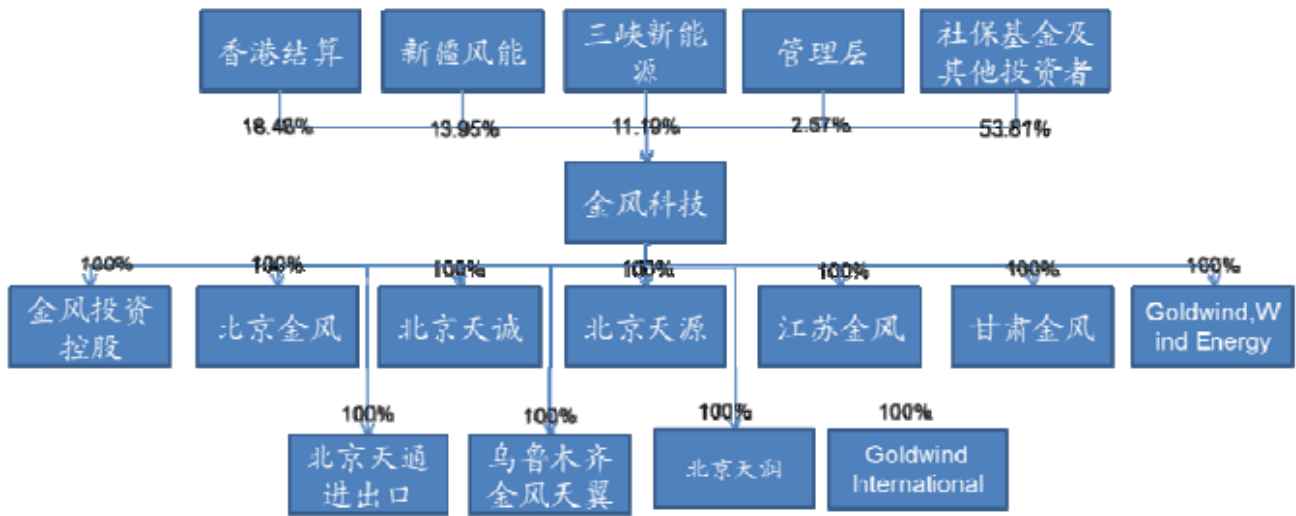 香港结算
新疆风能
三峡新能
源
管理层
社保基金及
其他投资者
18.48%
13.95%
11.19%
2.57%
53.81%
金风科技
100%
100%
100%
100%
100%
100%
100%
金风投资
控股
北京金风
北京天诚
北京天源
江苏金风
甘肃金风
Goldwind,W
ind Energy
100%
100%
100%
100%
北京天通
进出口
乌鲁木齐
金风天翼
北京天润
Goldwind
International